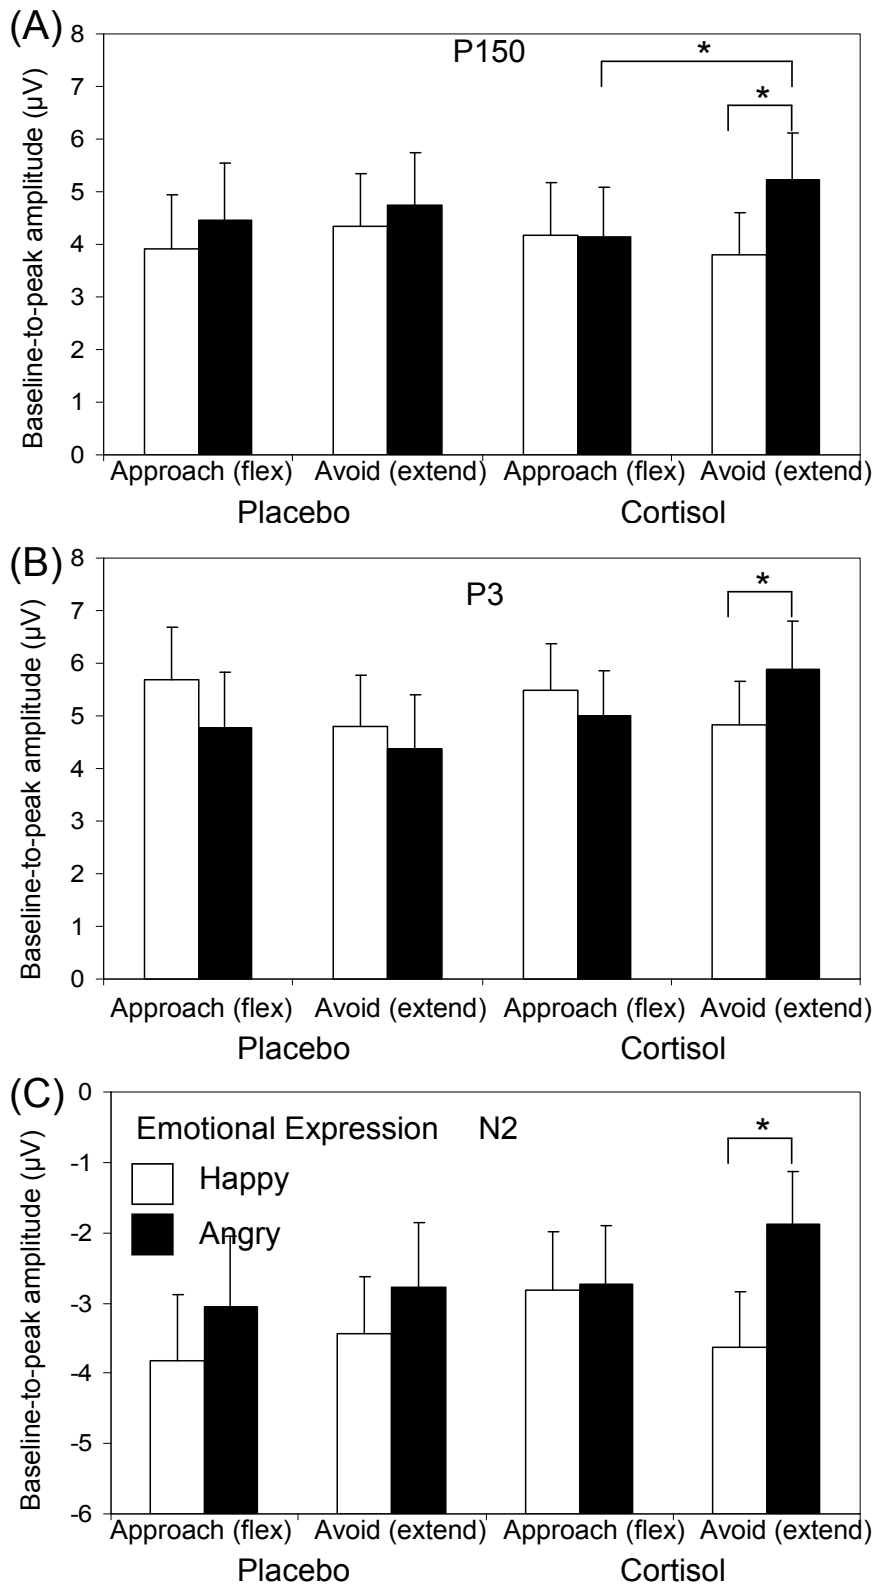 (A)
P150
*
*
Baseline-to-peak amplitude (µV)
8
7
6
5
4
3
2
1
0
Approach (flex) Avoid (extend) Approach (flex) Avoid (extend)
Placebo Cortisol
(B)
P3
*
Baseline-to-peak amplitude (µV)
8
7
6
5
4
3
2
1
0
Approach (flex) Avoid (extend) Approach (flex) Avoid (extend)
Placebo Cortisol
(C)
Emotional Expression N2
*
Happy
Angry
Baseline-to-peak amplitude (µV)
0
-1
-2
-3
-4
-5
-6
Approach (flex) Avoid (extend) Approach (flex) Avoid (extend)
Placebo Cortisol